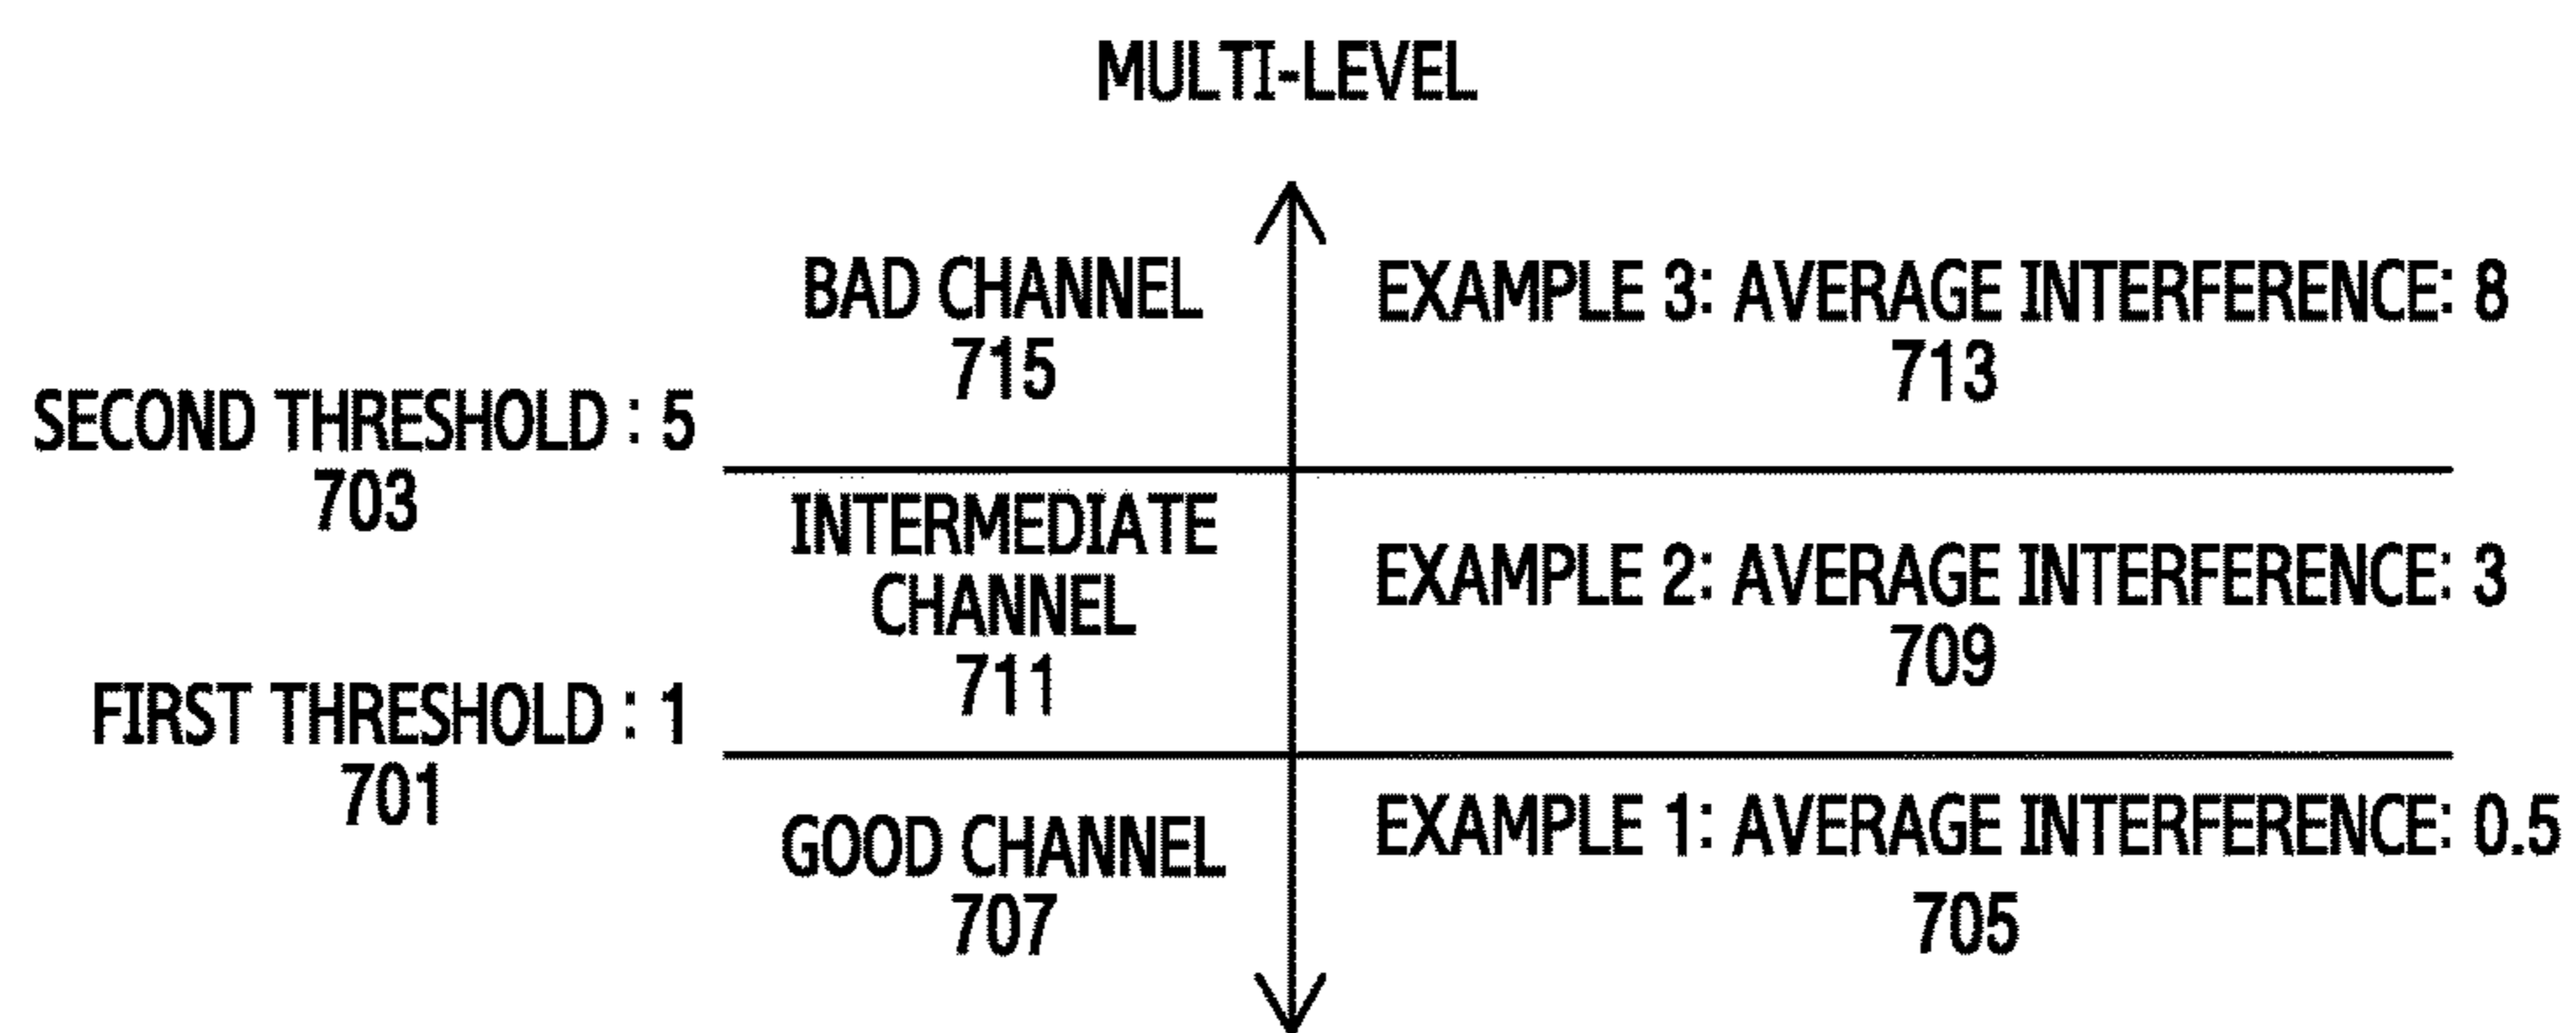 MULTI-LEVEL
BAD CHANNEL
715
EXAMPLE 3: AVERAGE INTERFERENCE: 8
713
SECOND THRESHOLD : 5
703
INTERMEDIATE
CHANNEL
711
EXAMPLE 2: AVERAGE INTERFERENCE: 3
709
FIRST THRESHOLD : 1
701
GOOD CHANNEL
707
EXAMPLE 1: AVERAGE INTERFERENCE: 0.5
705